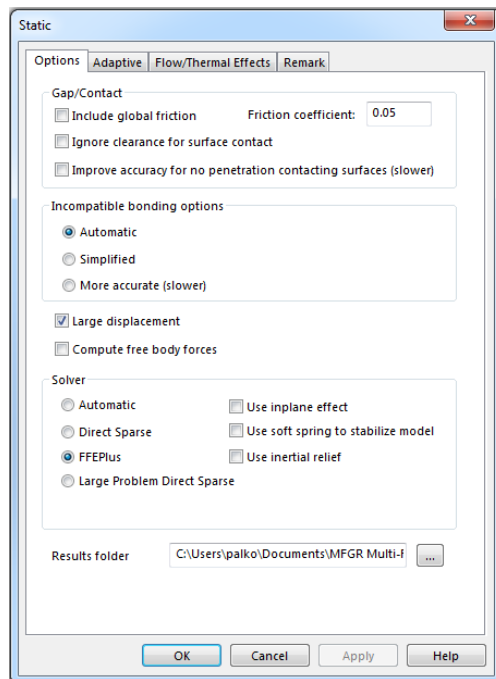 Static
Options Adaptive Flow/Thermal Effects Remark
Gap/Contact
Include global friction Friction coefficient: 0.05
Ignore clearance for surface contact
Improve accuracy for no penetration contacting surfaces (slower)
Incompatible bonding options
Automatic
Simplified
More accurate (slower)
Large displacement
Compute free body forces
Solver
Automatic Use inplane effect
Direct Sparse Use soft spring to stabilize model
FFEPlus Use inertial relief
Large Problem Direct Sparse
Results folder C:\Users\palko\Documents\MFGR Multi-F ...
OK Cancel Apply Help